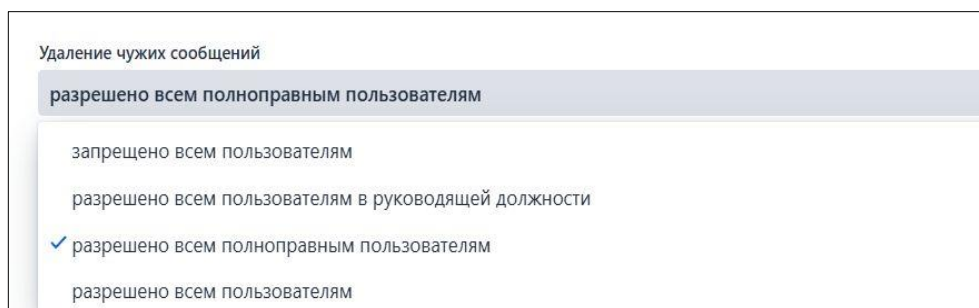 Удаление чужих сообщений
разрешено всем полноправным пользователям
запрещено всем пользователям
разрешено всем пользователям в руководящей должности
разрешено всем полноправным пользователям
разрешено всем пользователям